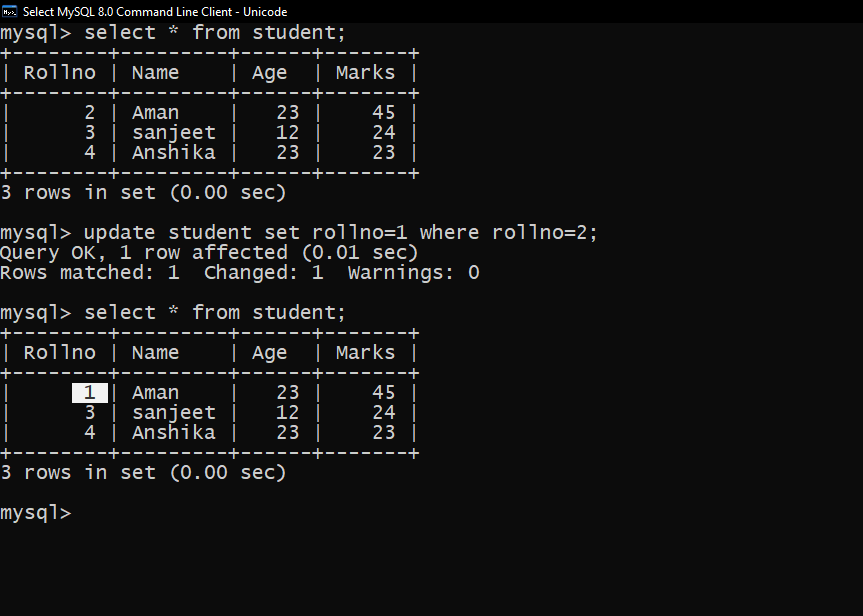 Select MySQL 8.0 Command Line Client - Unicode
mysql> select * from student;
+--------+----------+------+-------+
| Rollno | Name     | Age  | Marks |
+--------+----------+------+-------+
|      2 | Aman     |   23 |    45 |
|      3 | sanjeet  |   12 |    24 |
|      4 | Anshika  |   23 |    23 |
+--------+----------+------+-------+
3 rows in set (0.00 sec)
mysql> update student set rollno=1 where rollno=2;
Query OK, 1 row affected (0.01 sec)
Rows matched: 1  Changed: 1  Warnings: 0
mysql> select * from student;
+--------+----------+------+-------+
| Rollno | Name     | Age  | Marks |
+--------+----------+------+-------+
|      1 | Aman     |   23 |    45 |
|      3 | sanjeet  |   12 |    24 |
|      4 | Anshika  |   23 |    23 |
+--------+----------+------+-------+
3 rows in set (0.00 sec)
mysql>